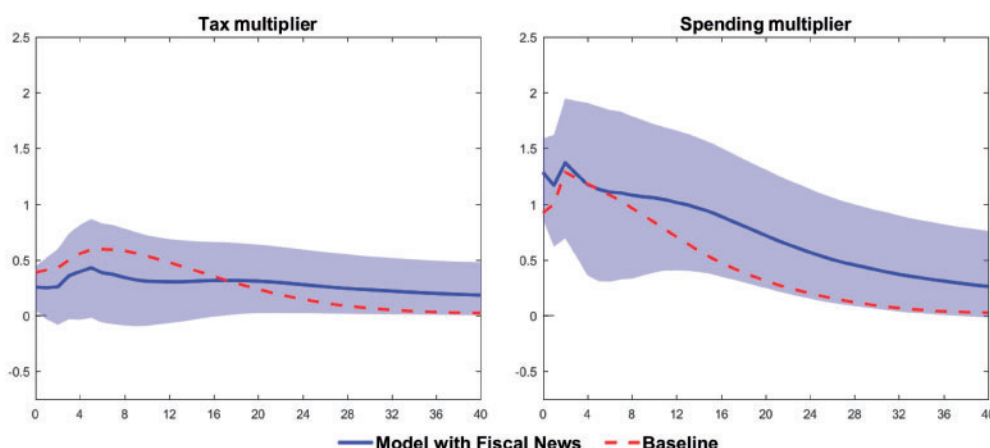 Tax multiplier
2.5
2
1.5
1
0.5
0
-0.5
0 4 8 12 16 20 24 28 32 36 40
Spending multiplier
2.5
2
1.5
1
0.5
0
-0.5
0 4 8 12 16 20 24 28 32 36 40
Model with Fiscal News Baseline